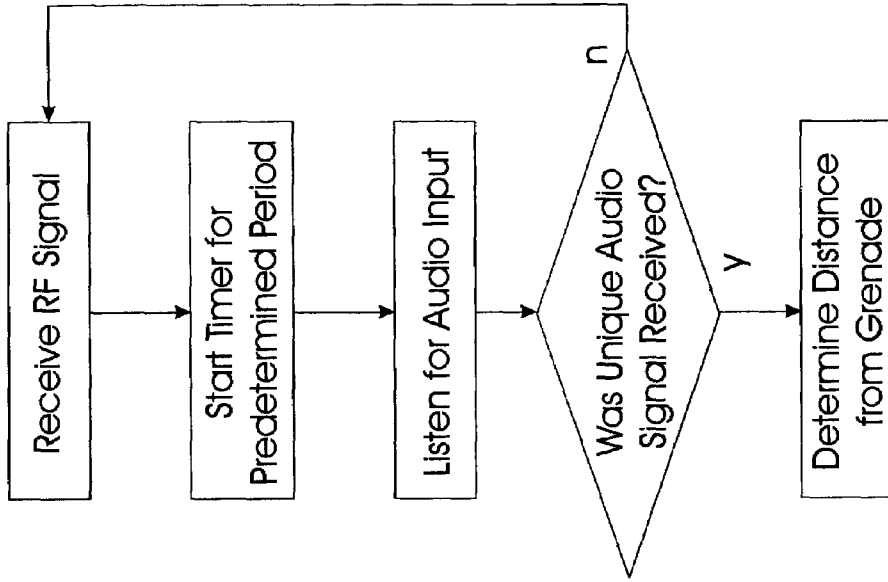 Receive RF Signal
Start Timer for
Predetermined Period
Listen for Audio Input
Was Unique Audio
Signal Received?
n
y
Determine Distance
from Grenade